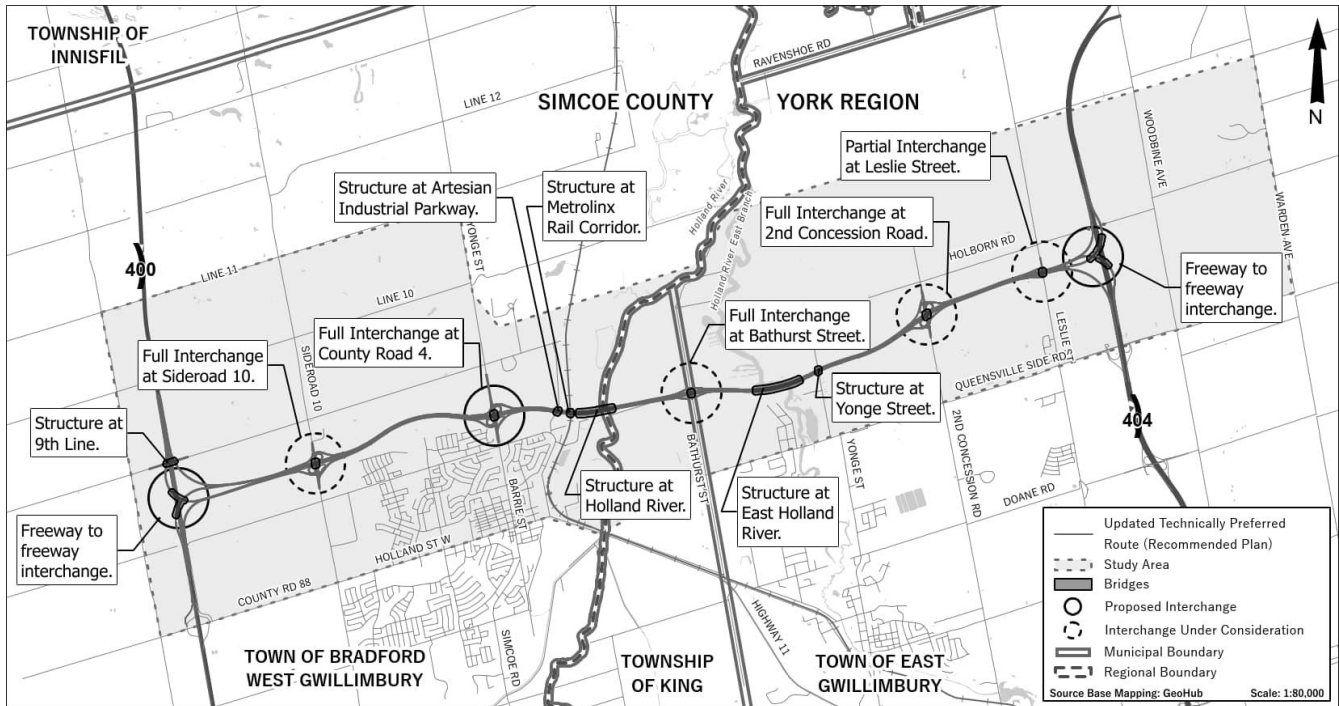 TOWNSHIP OF
INNISFIL
RAVENSHOE RD
LINE 12
SIMCOE COUNTY
YORK REGION
N
WOODBINE AVE
Partial Interchange
at Leslie Street.
Structure at Artesian
Industrial Parkway.
Structure at
Metrolinx
Rail Corridor.
Holland River
Holland River East Branch
Full Interchange at
2nd Concession Road.
WARDEN AVE
YONGE ST
HOLBORN RD
400
LINE 11
LINE 10
Freeway to
freeway
interchange.
Full Interchange at
County Road 4.
Full Interchange
at Bathurst Street.
LESLIE ST
SIDEROAD 10
Full Interchange
at Sideroad 10.
QUEENSVILLE SIDE RD
Structure at
Yonge Street.
404
Structure at
9th Line.
2ND CONCESSION RD
YONGE ST
BATHURST ST
BARRIE ST
Structure at
Holland River.
Structure at
East Holland
River.
DOANE RD
Freeway to
freeway
interchange.
HOLLAND ST W
COUNTY RD 88
HIGHWAY 11
SIMCOE RD
TOWN OF BRADFORD
WEST GWILLIMBURY
TOWNSHIP
OF KING
TOWN OF EAST
GWILLIMBURY
Updated Technically Preferred
Route (Recommended Plan)
Study Area
Bridges
Proposed Interchange
Interchange Under Consideration
Municipal Boundary
Regional Boundary
Source Base Mapping: GeoHub Scale: 1:80,000